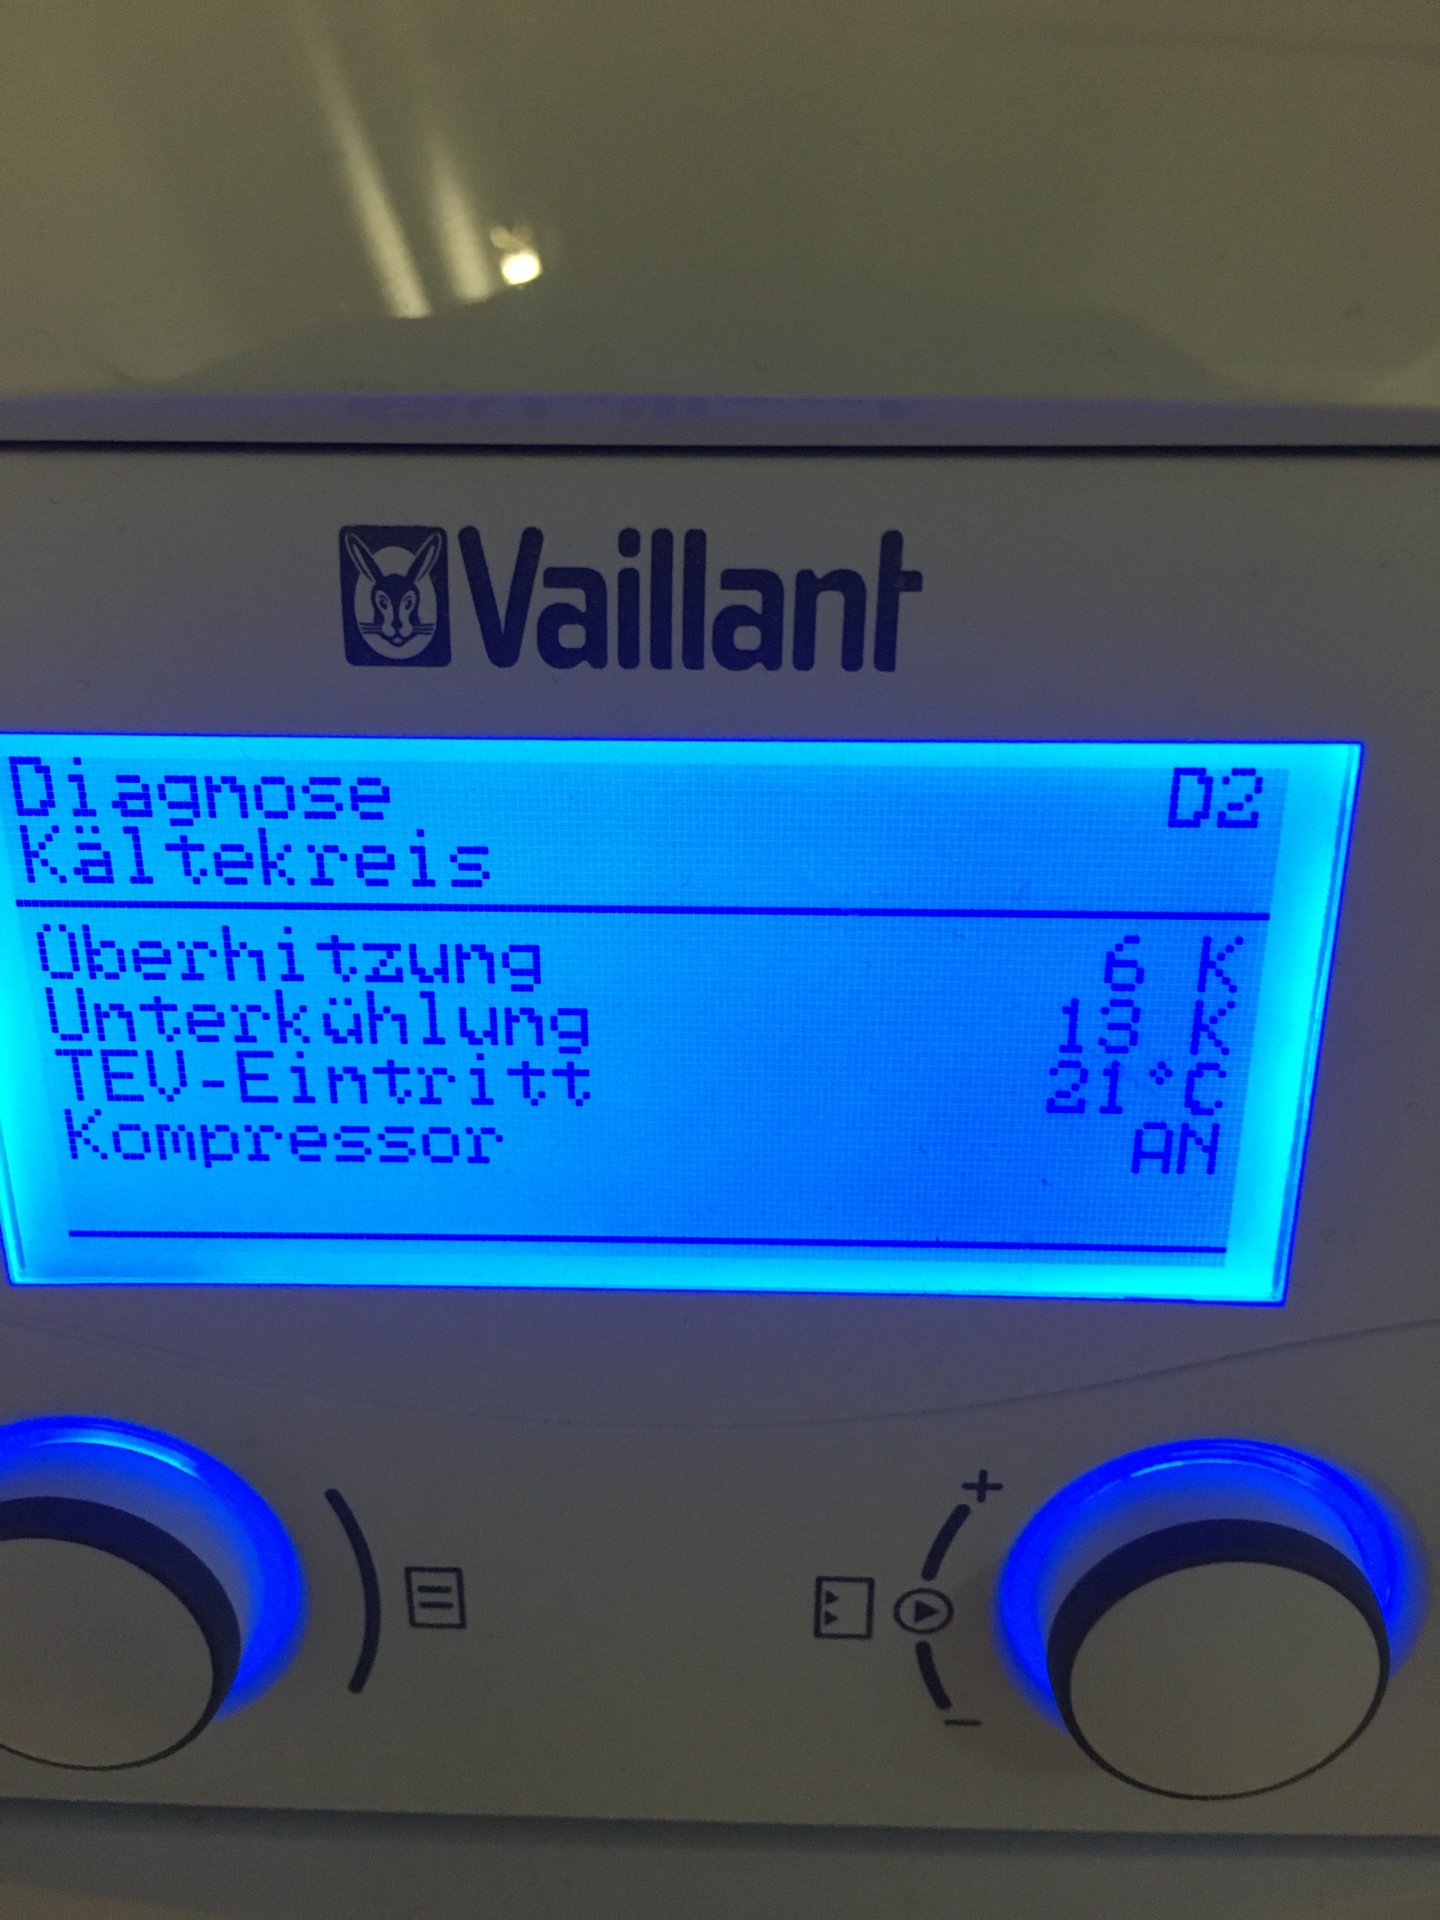 Vaillant
Diagnose D2
Kältekreis
Überhitzung 6 K
Unterkühlung 13 K
TEV-Eintritt 21°C
Kompressor AN
+
−